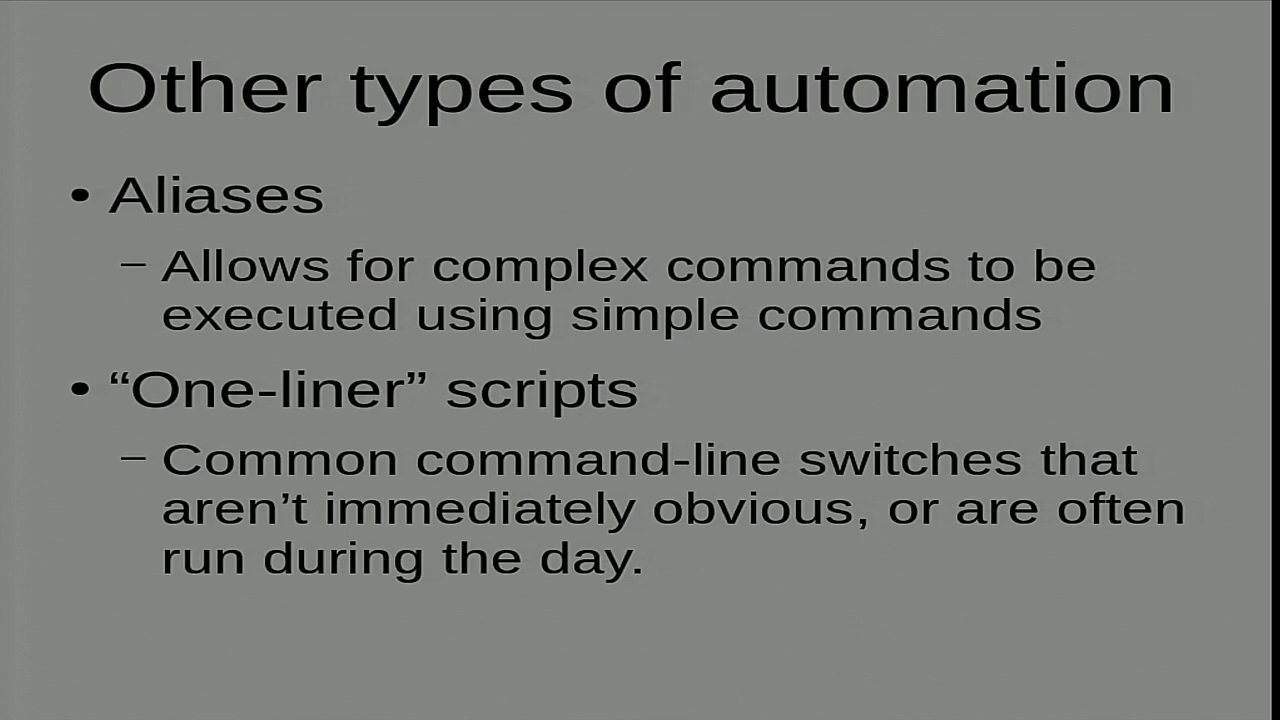 Other types of automation
• Aliases
– Allows for complex commands to be
executed using simple commands
• “One-liner” scripts
– Common command-line switches that
aren’t immediately obvious, or are often
run during the day.